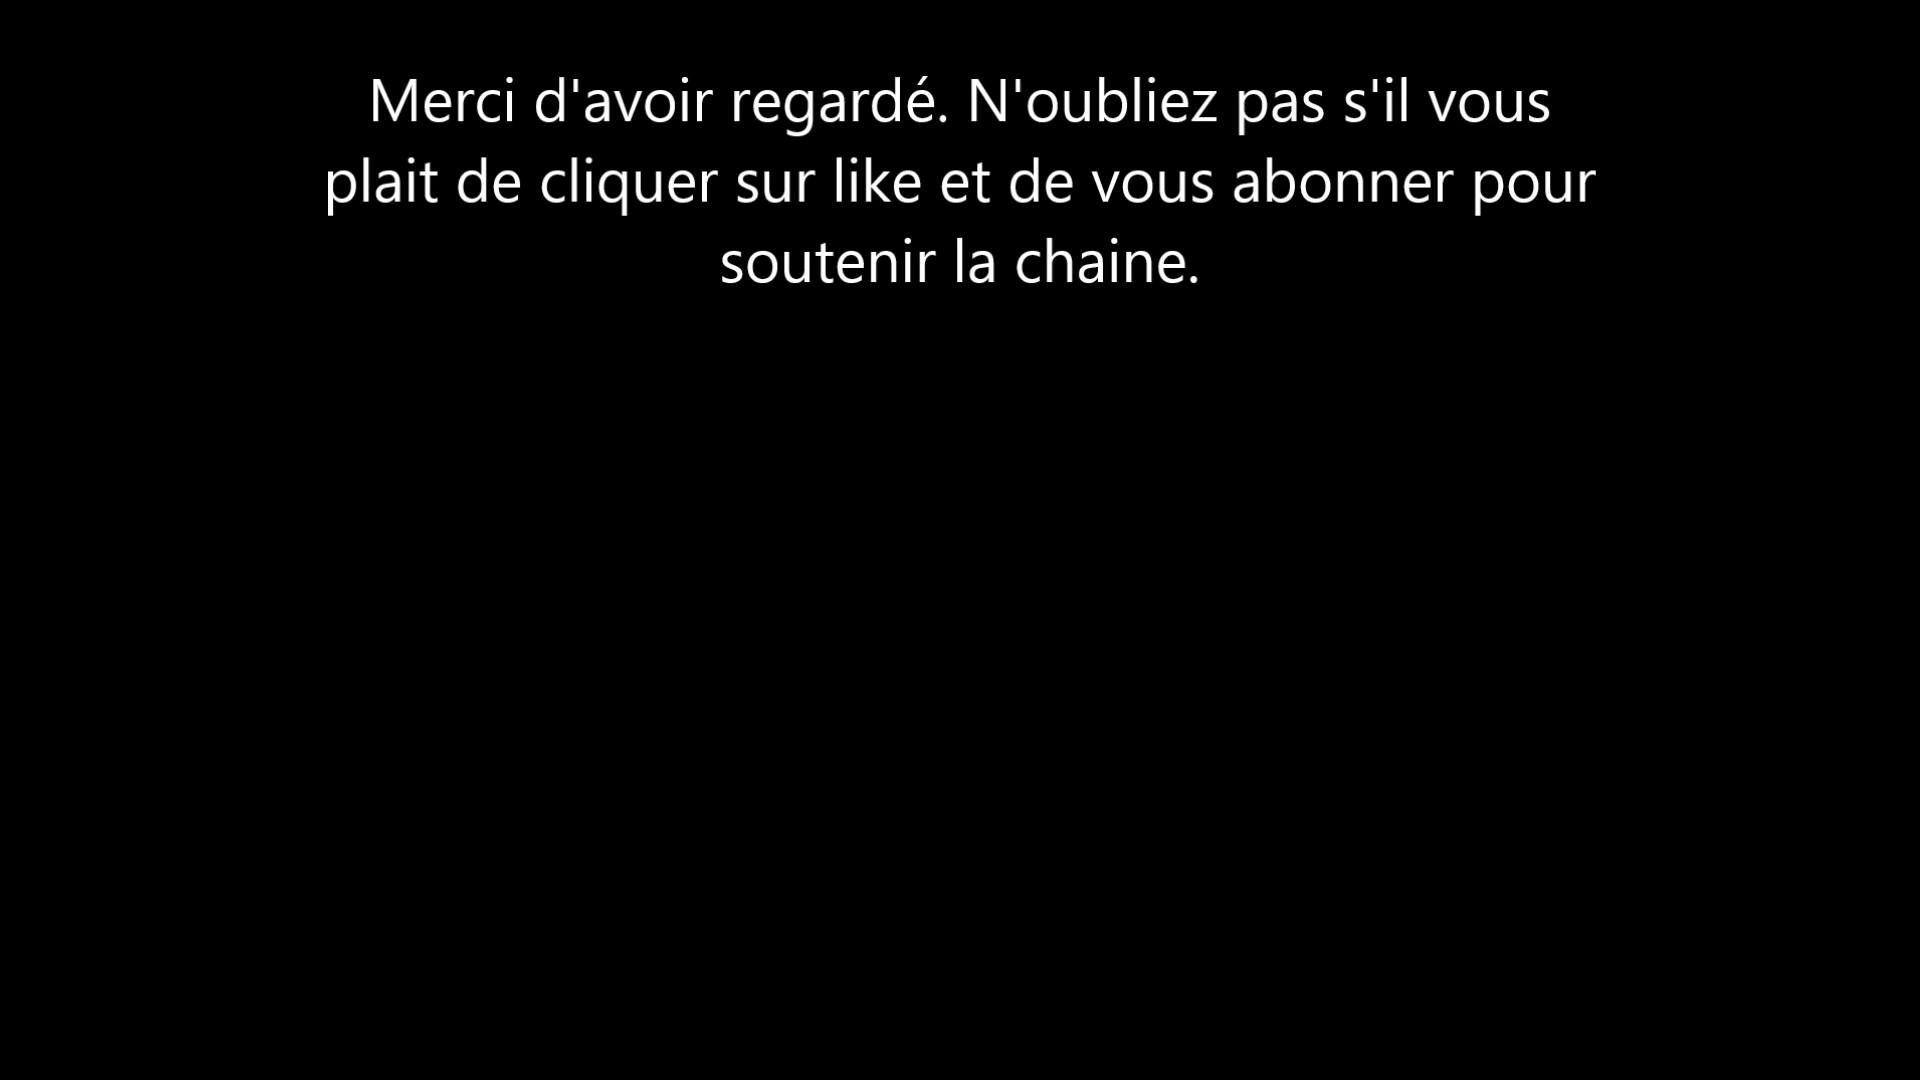 Merci d'avoir regardé. N'oubliez pas s'il vous
plait de cliquer sur like et de vous abonner pour
soutenir la chaine.